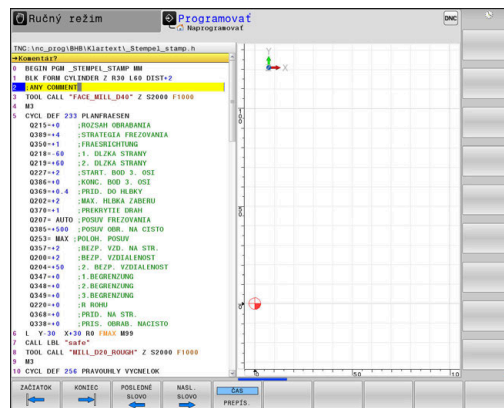 Ručný režim
Programovať
Naprogramovať
DNC
TNC:\nc_prog\BHB\Klartext\_Stempel_stamp.h
→Komentár?
0 BEGIN PGM _STEMPEL_STAMP MM
1 BLK FORM CYLINDER Z R30 L60 DIST+2
2 ;ANY COMMENT
3 TOOL CALL "FACE_MILL_D40" Z S2000 F1000
4 M3
5 CYCL DEF 233 PLANFRAESEN
Q215=+0 ;ROZSAH OBRABANIA
Q389=+4 ;STRATEGIA FREZOVANIA
Q350=+1 ;FRAESRICHTUNG
Q218=-60 ;1. DLZKA STRANY
Q219=+60 ;2. DLZKA STRANY
Q227=+2 ;START. BOD 3. OSI
Q386=+0 ;KONC. BOD 3. OSI
Q369=+0.4 ;PRID. DO HLBKY
Q202=+2 ;MAX. HLBKA ZABERU
Q370=+1 ;PREKRYTIE DRAH
Q207= AUTO ;POSUV FREZOVANIA
Q385=+500 ;POSUV OBR. NA CISTO
Q253= MAX ;POLOH. POSUV
Q357=+2 ;BEZP. VZD. NA STR.
Q200=+2 ;BEZP. VZDIALENOST
Q204=+50 ;2. BEZP. VZDIALENOST
Q347=+0 ;1.BEGRENZUNG
Q348=+0 ;2.BEGRENZUNG
Q349=+0 ;3.BEGRENZUNG
Q220=+0 ;R ROHU
Q368=+0 ;PRID. NA STR.
Q338=+0 ;PRIS. OBRAB. NACISTO
6 L Y-30 X+30 R0 FMAX M99
7 CALL LBL "safe"
8 TOOL CALL "MILL_D20_ROUGH" Z S2000 F1000
9 M3
10 CYCL DEF 256 PRAVOUHLY VYCNELOK
Y
X
100
50
0
0
50
100
ZAČIATOK
KONIEC
POSLEDNÉ
SLOVO
NASL.
SLOVO
ČAS
PREPÍS.